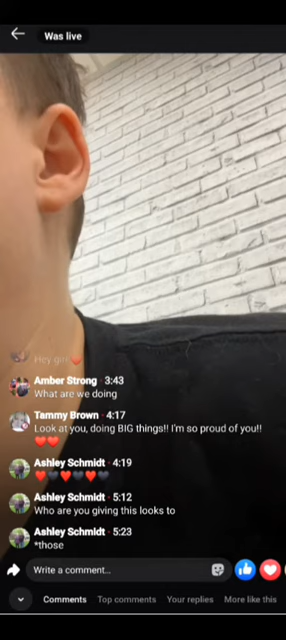 Was live
Hey girl ❤️
Amber Strong · 3:43
What are we doing
Tammy Brown · 4:17
Look at you, doing BIG things!! I'm so proud of you!!
❤️❤️
Ashley Schmidt · 4:19
❤️🖤❤️🖤❤️🖤
Ashley Schmidt · 5:12
Who are you giving this looks to
Ashley Schmidt · 5:23
*those
Write a comment...
Comments Top comments Your replies More like this